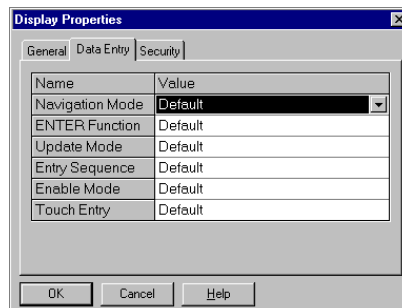 Display Properties
General Data Entry Security
Name Value
Navigation Mode Default
ENTER Function Default
Update Mode Default
Entry Sequence Default
Enable Mode Default
Touch Entry Default
OK Cancel Help